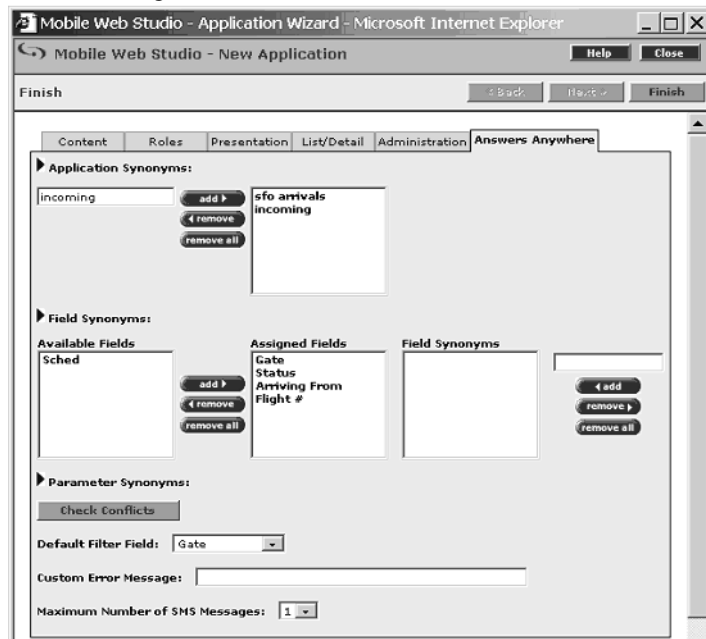 Mobile Web Studio - Application Wizard - Microsoft Internet Explorer
Mobile Web Studio - New Application
Help
Close
Finish
< Back
Next >
Finish
Content
Roles
Presentation
List/Detail
Administration
Answers Anywhere
Application Synonyms:
incoming
add
remove
remove all
sfo arrivals
incoming
Field Synonyms:
Available Fields
Assigned Fields
Field Synonyms
Sched
add
remove
remove all
Gate
Status
Arriving From
Flight #
add
remove
remove all
Parameter Synonyms:
Check Conflicts
Default Filter Field:
Gate
Custom Error Message:
Maximum Number of SMS Messages:
1